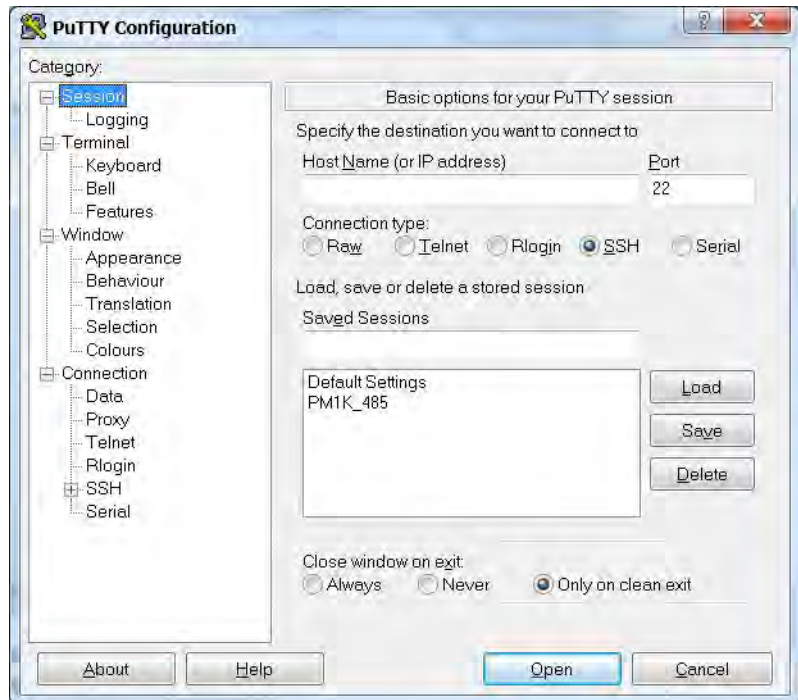 PuTTY Configuration
Category:
Session
Logging
Terminal
Keyboard
Bell
Features
Window
Appearance
Behaviour
Translation
Selection
Colours
Connection
Data
Proxy
Telnet
Rlogin
SSH
Serial
Basic options for your PuTTY session
Specify the destination you want to connect to
Host Name (or IP address) Port
22
Connection type:
Raw Telnet Rlogin SSH Serial
Load, save or delete a stored session
Saved Sessions
Default Settings
PM1K_485
Load
Save
Delete
Close window on exit:
Always Never Only on clean exit
About Help Open Cancel